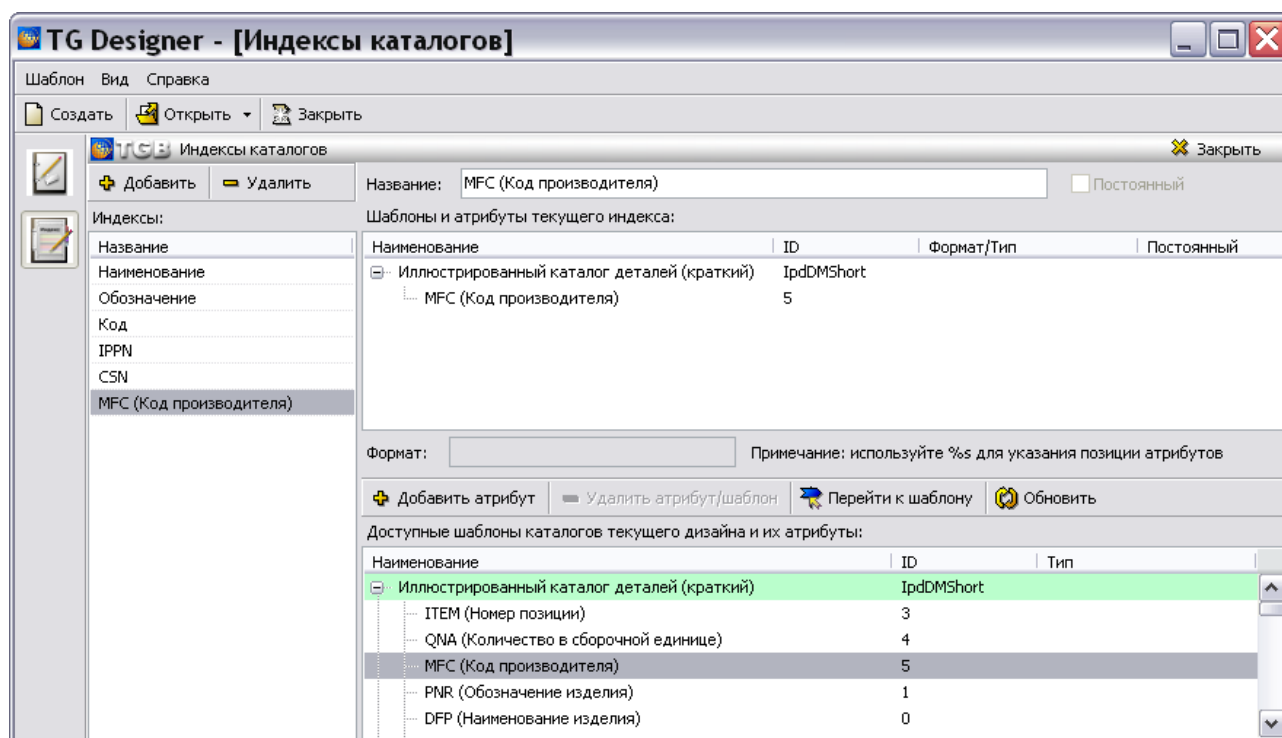 TG Designer - [Индексы каталогов]
Шаблон Вид Справка
Создать Открыть Закрыть
TGB Индексы каталогов Закрыть
Добавить Удалить Название: MFC (Код производителя) Постоянный
Индексы: Шаблоны и атрибуты текущего индекса:
Название Наименование ID Формат/Тип Постоянный
Наименование Иллюстрированный каталог деталей (краткий) IpdDMShort
Обозначение MFC (Код производителя) 5
Код
IPPN
CSN
MFC (Код производителя)
Формат: Примечание: используйте %s для указания позиции атрибутов
Добавить атрибут Удалить атрибут/шаблон Перейти к шаблону Обновить
Доступные шаблоны каталогов текущего дизайна и их атрибуты:
Наименование ID Тип
Иллюстрированный каталог деталей (краткий) IpdDMShort
ITEM (Номер позиции) 3
QNA (Количество в сборочной единице) 4
MFC (Код производителя) 5
PNR (Обозначение изделия) 1
DFP (Наименование изделия) 0